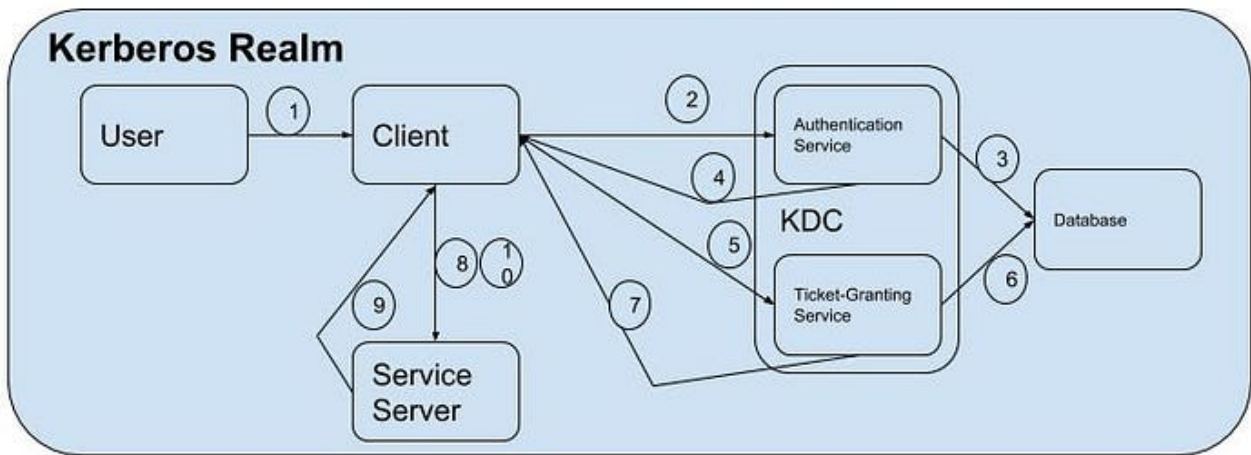 Kerberos Realm
User
1
Client
2
Authentication
Service
3
4
KDC
Database
5
6
Ticket-Granting
Service
7
8
1
0
9
Service
Server